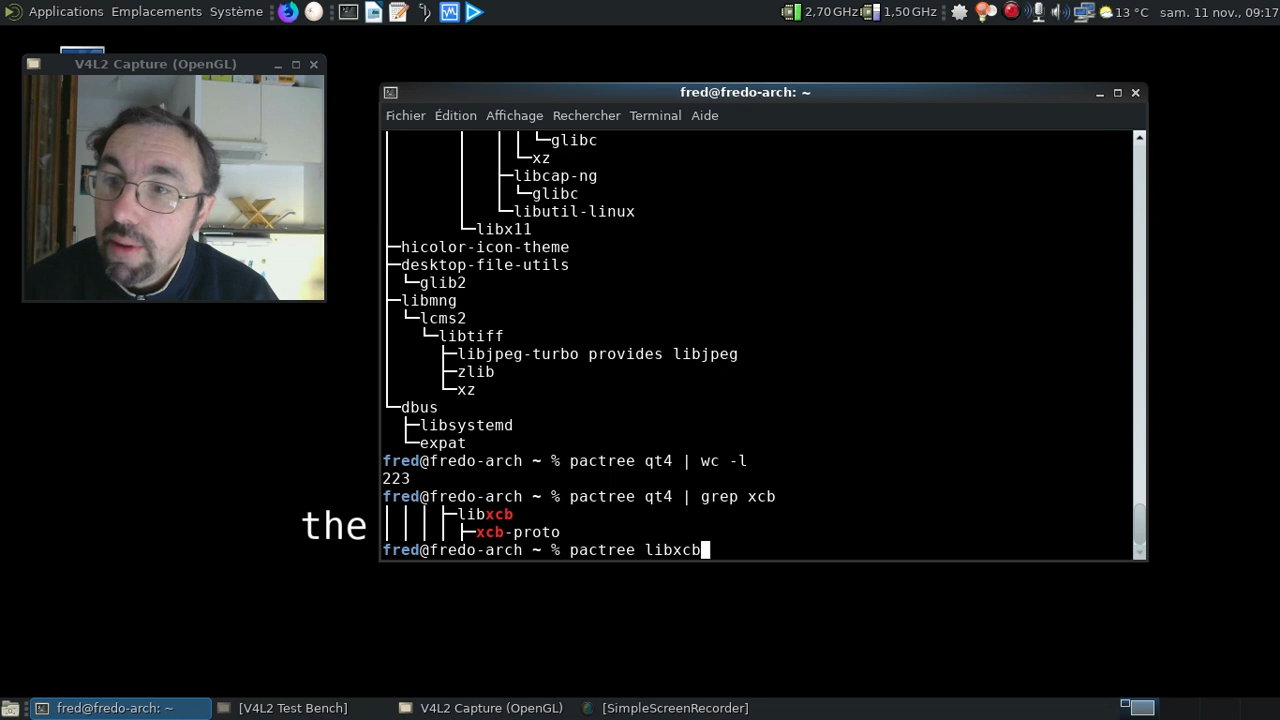 Applications Emplacements Système
2,70 GHz 1,50 GHz 13 °C sam. 11 nov., 09:17
V4L2 Capture (OpenGL)
fred@fredo-arch: ~
Fichier Édition Affichage Rechercher Terminal Aide
glibc
xz
libcap-ng
glibc
libutil-linux
libx11
hicolor-icon-theme
desktop-file-utils
glib2
libmng
lcms2
libtiff
libjpeg-turbo provides libjpeg
zlib
xz
dbus
libsystemd
expat
fred@fredo-arch ~ % pactree qt4 | wc -l
223
fred@fredo-arch ~ % pactree qt4 | grep xcb
libxcb
xcb-proto
fred@fredo-arch ~ % pactree libxcb
the
fred@fredo-arch: ~ [V4L2 Test Bench] V4L2 Capture (OpenGL) [SimpleScreenRecorder]